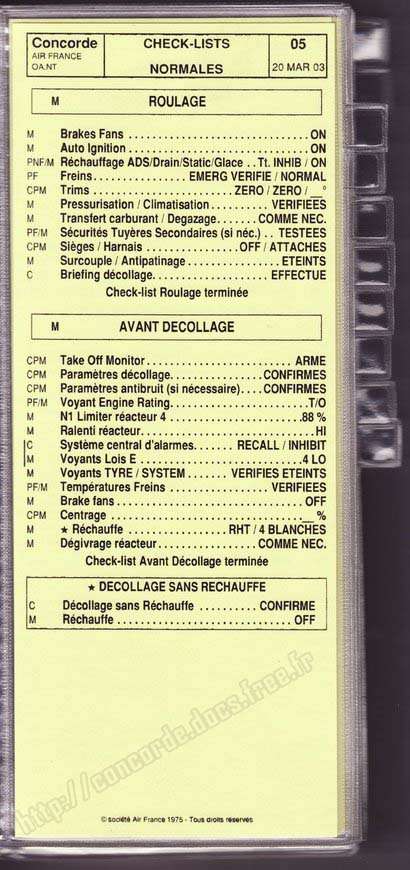 Concorde CHECK-LISTS 05
AIR FRANCE
OA.NT NORMALES 20 MAR 03
M ROULAGE
M Brakes Fans .......................... ON
M Auto Ignition .......................... ON
PNF/M Réchauffage ADS/Drain/Static/Glace .. Tt. INHIB / ON
PF Freins .................. EMERG VERIFIE / NORMAL
CPM Trims ........................ ZERO / ZERO / __°
M Pressurisation / Climatisation ............ VERIFIEES
M Transfert carburant / Degazage........ COMME NEC.
PF/M Sécurités Tuyères Secondaires (si néc.) .. TESTEES
CPM Sièges / Harnais .............. OFF / ATTACHES
M Surcouple / Antipatinage ................ ETEINTS
C Briefing décollage...................... EFFECTUE
Check-list Roulage terminée
M AVANT DECOLLAGE
CPM Take Off Monitor........................ ARME
CPM Paramètres décollage................ CONFIRMES
CPM Paramètres antibruit (si nécessaire).... CONFIRMES
PF/M Voyant Engine Rating...................... T/O
M N1 Limiter réacteur 4 ...................... 88 %
M Ralenti réacteur.......................... HI
C Système central d'alarmes........ RECALL / INHIBIT
M Voyants Lois E .......................... 4 LO
M Voyants TYRE / SYSTEM ....... VERIFIES ETEINTS
PF/M Températures Freins .................. VERIFIEES
M Brake fans .............................. OFF
CPM Centrage .............................. __%
M ★ Réchauffe .................. RHT / 4 BLANCHES
M Dégivrage réacteur.................. COMME NEC.
Check-list Avant Décollage terminée
★ DECOLLAGE SANS RECHAUFFE
C Décollage sans Réchauffe .......... CONFIRME
M Réchauffe .............................. OFF
http://concorde.docs.free.fr
© société Air France 1975 - Tous droits réservés